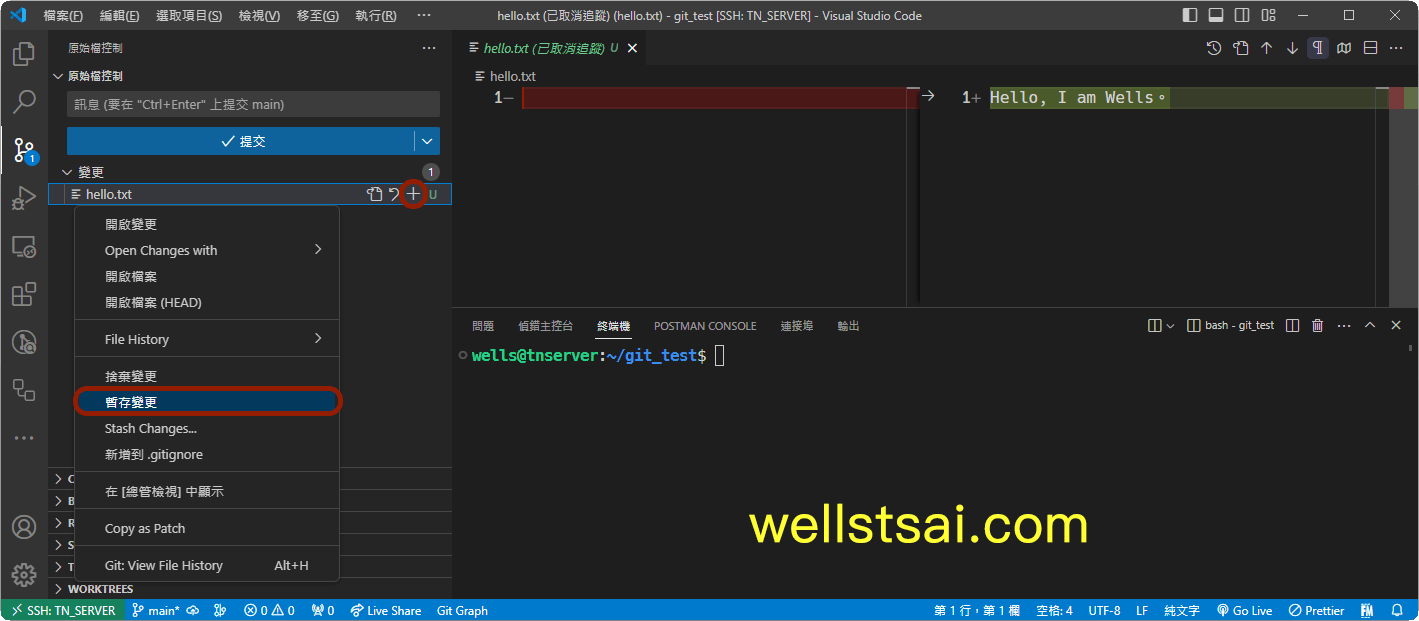 檔案(F) 編輯(E) 選取項目(S) 檢視(V) 移至(G) 執行(R) ··· hello.txt (已取消追蹤) (hello.txt) - git_test [SSH: TN_SERVER] - Visual Studio Code
原始檔控制 ···
hello.txt (已取消追蹤) U
原始檔控制
hello.txt
訊息 (要在 "Ctrl+Enter" 上提交 main)
1− 1+ Hello, I am Wells。
提交
變更 1
hello.txt U
開啟變更
Open Changes with
開啟檔案
開啟檔案 (HEAD)
File History
捨棄變更
暫存變更
Stash Changes...
新增到 .gitignore
在 [總管檢視] 中顯示
Copy as Patch
Git: View File History Alt+H
C
B
R
S
T
WORKTREES
1
問題 偵錯主控台 終端機 POSTMAN CONSOLE 連接埠 輸出 bash - git_test
wells@tnserver:~/git_test$
wellstsai.com
SSH: TN_SERVER main* 0 0 0 Live Share Git Graph 第 1 行，第 1 欄 空格: 4 UTF-8 LF 純文字 Go Live Prettier